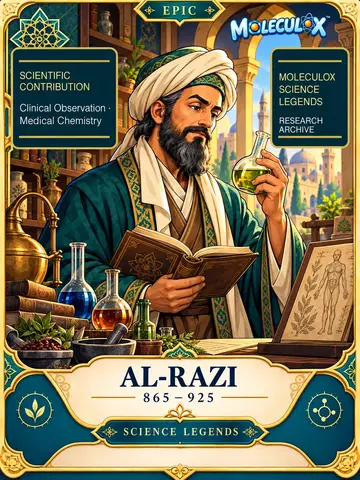 EPIC
MOLECULOX
SCIENTIFIC
CONTRIBUTION
Clinical Observation ·
Medical Chemistry
MOLECULOX
SCIENCE
LEGENDS
RESEARCH
ARCHIVE
AL-RAZI
865 – 925
SCIENCE LEGENDS